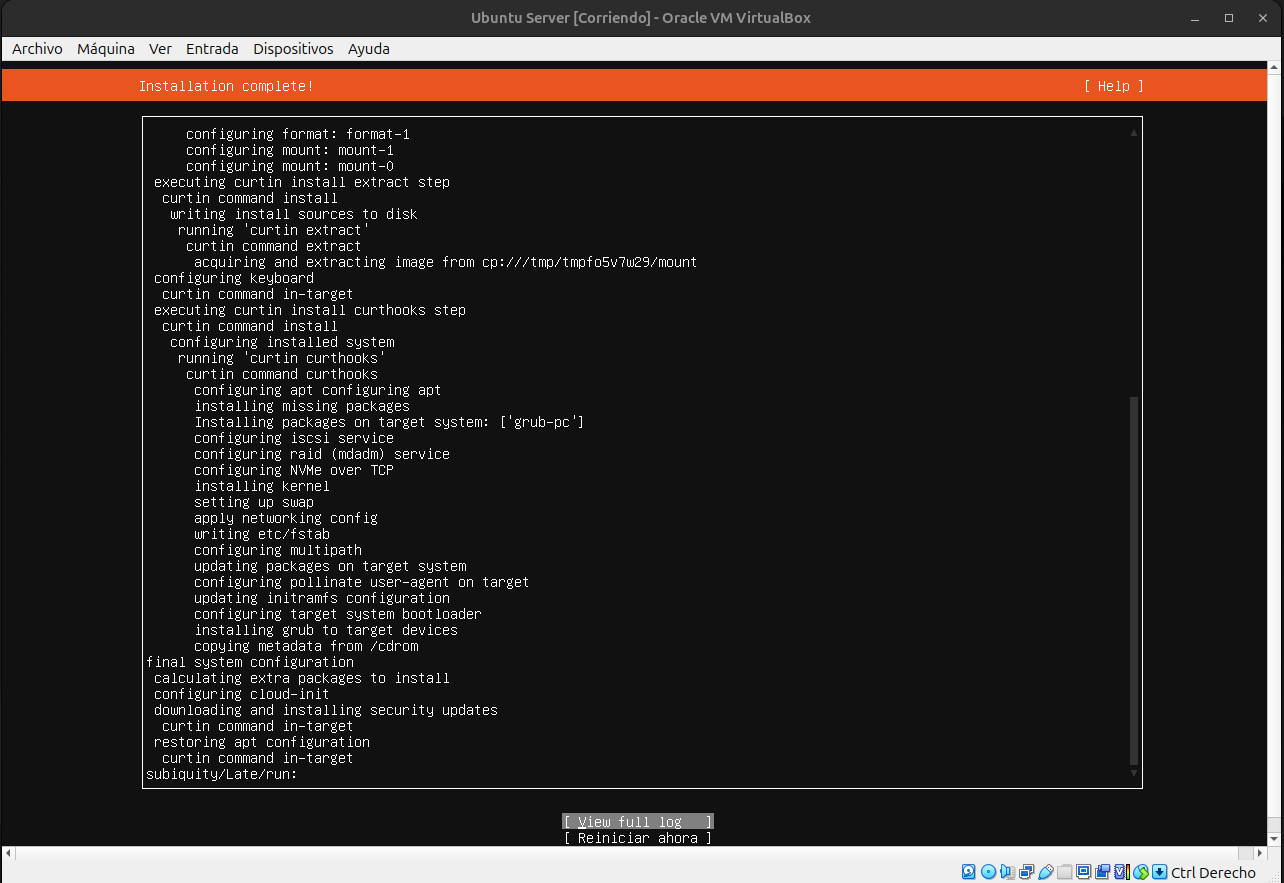 Ubuntu Server [Corriendo] - Oracle VM VirtualBox
Archivo Máquina Ver Entrada Dispositivos Ayuda
Installation complete! [ Help ]
configuring format: format-1
configuring mount: mount-1
configuring mount: mount-0
executing curtin install extract step
curtin command install
writing install sources to disk
running 'curtin extract'
curtin command extract
acquiring and extracting image from cp:///tmp/tmpfo5v7w29/mount
configuring keyboard
curtin command in-target
executing curtin install curthooks step
curtin command install
configuring installed system
running 'curtin curthooks'
curtin command curthooks
configuring apt configuring apt
installing missing packages
Installing packages on target system: ['grub-pc']
configuring iscsi service
configuring raid (mdadm) service
configuring NVMe over TCP
installing kernel
setting up swap
apply networking config
writing etc/fstab
configuring multipath
updating packages on target system
configuring pollinate user-agent on target
updating initramfs configuration
configuring target system bootloader
installing grub to target devices
copying metadata from /cdrom
final system configuration
calculating extra packages to install
configuring cloud-init
downloading and installing security updates
curtin command in-target
restoring apt configuration
curtin command in-target
subiquity/Late/run:
[ View full log ]
[ Reiniciar ahora ]
Ctrl Derecho